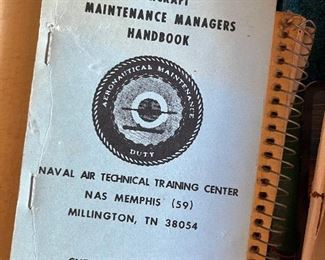 MAINTENANCE MANAGERS
HANDBOOK
AERONAUTICAL MAINTENANCE
DUTY
NAVAL AIR TECHNICAL TRAINING CENTER
NAS MEMPHIS (59)
MILLINGTON, TN 38054